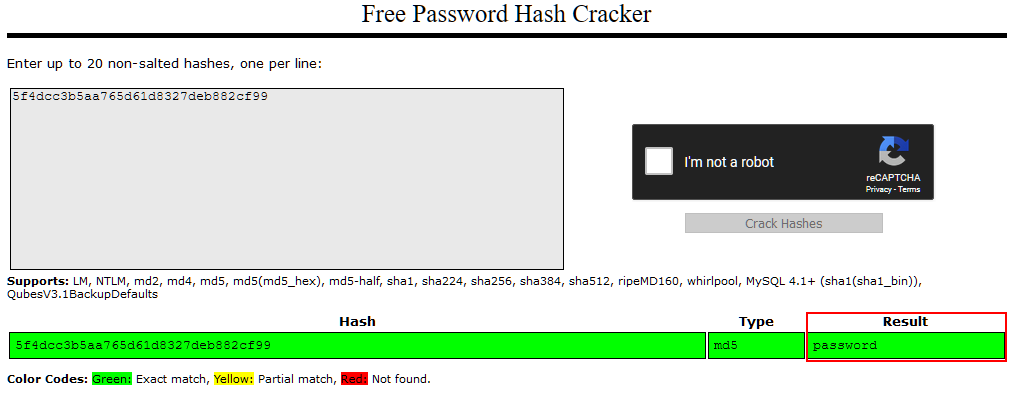 Free Password Hash Cracker
Enter up to 20 non-salted hashes, one per line:
5f4dcc3b5aa765d61d8327deb882cf99
I'm not a robot
reCAPTCHA
Privacy - Terms
Crack Hashes
Supports: LM, NTLM, md2, md4, md5, md5(md5_hex), md5-half, sha1, sha224, sha256, sha384, sha512, ripeMD160, whirlpool, MySQL 4.1+ (sha1(sha1_bin)),
QubesV3.1BackupDefaults
Hash Type Result
5f4dcc3b5aa765d61d8327deb882cf99 md5 password
Color Codes: Green: Exact match, Yellow: Partial match, Red: Not found.